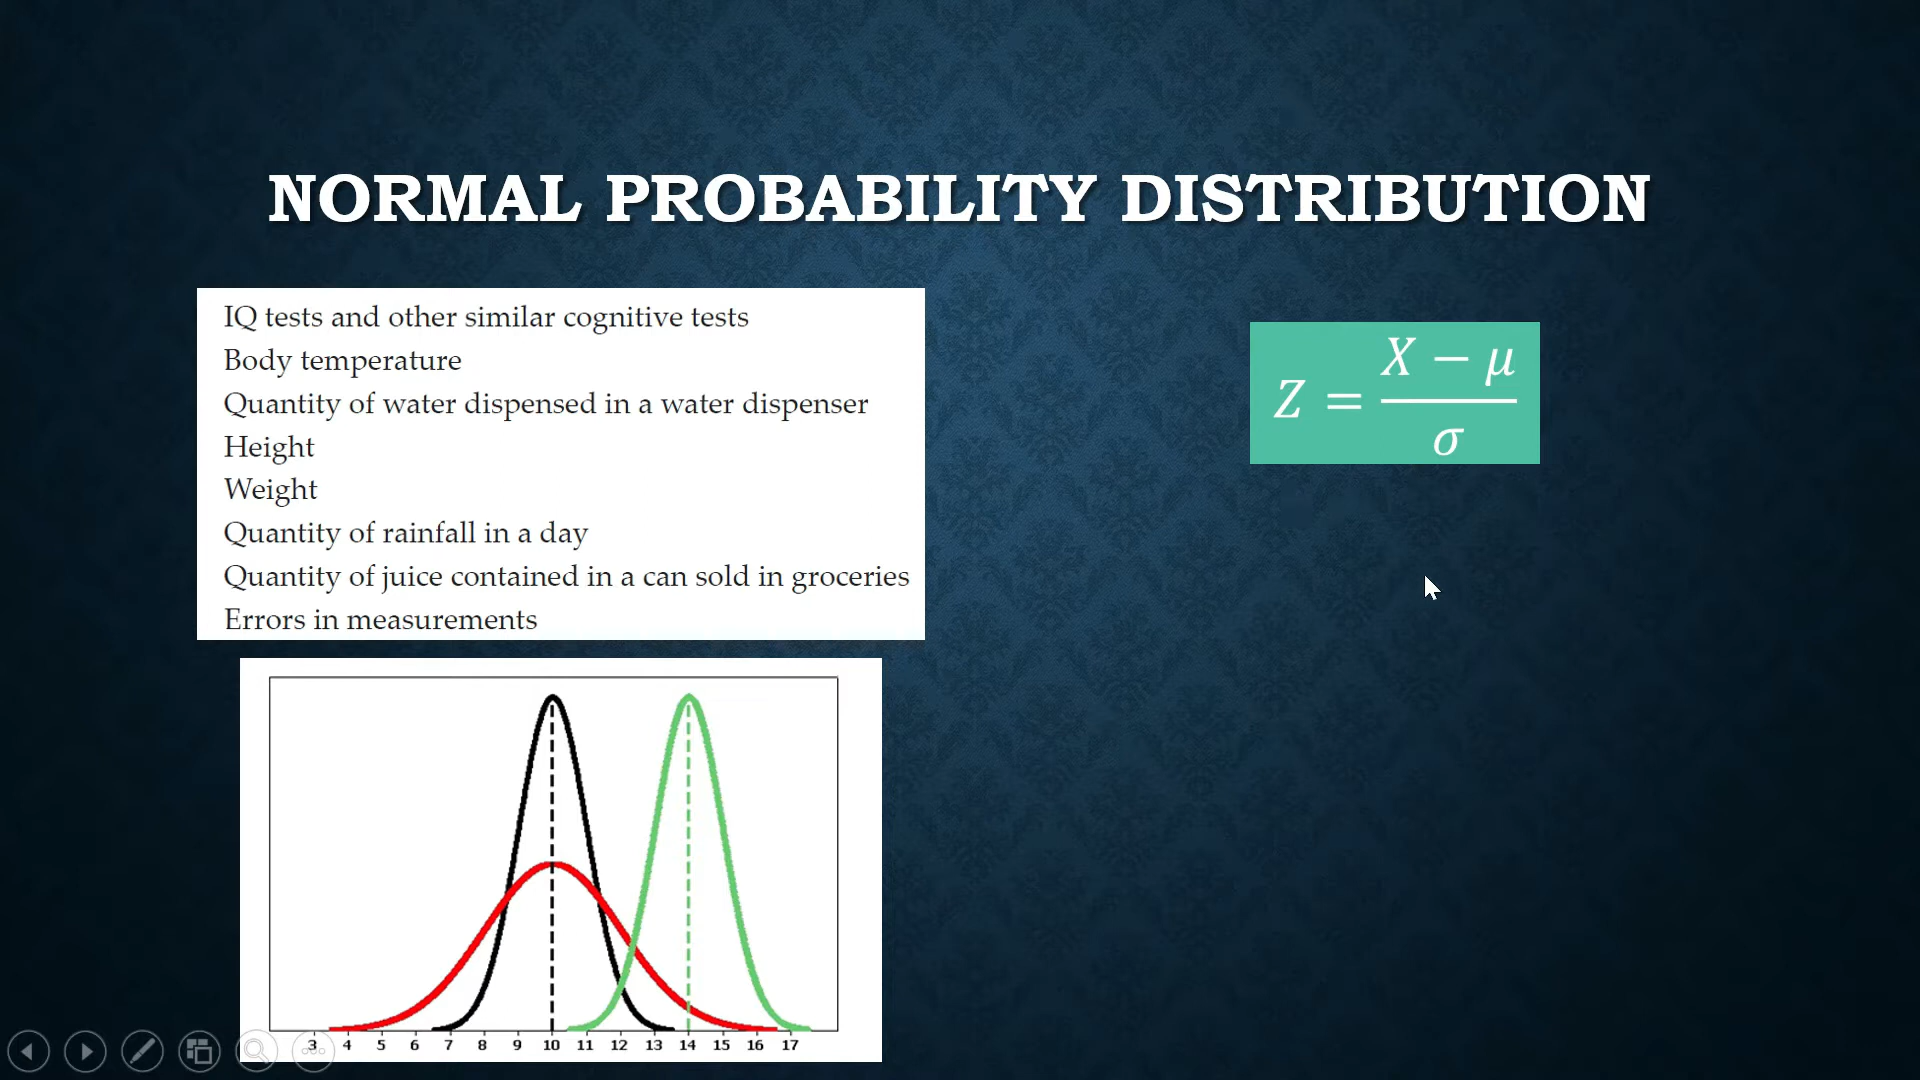 NORMAL PROBABILITY DISTRIBUTION
IQ tests and other similar cognitive tests
Body temperature
Quantity of water dispensed in a water dispenser
Height
Weight
Quantity of rainfall in a day
Quantity of juice contained in a can sold in groceries
Errors in measurements
Z = (X − μ) / σ
3 4 5 6 7 8 9 10 11 12 13 14 15 16 17